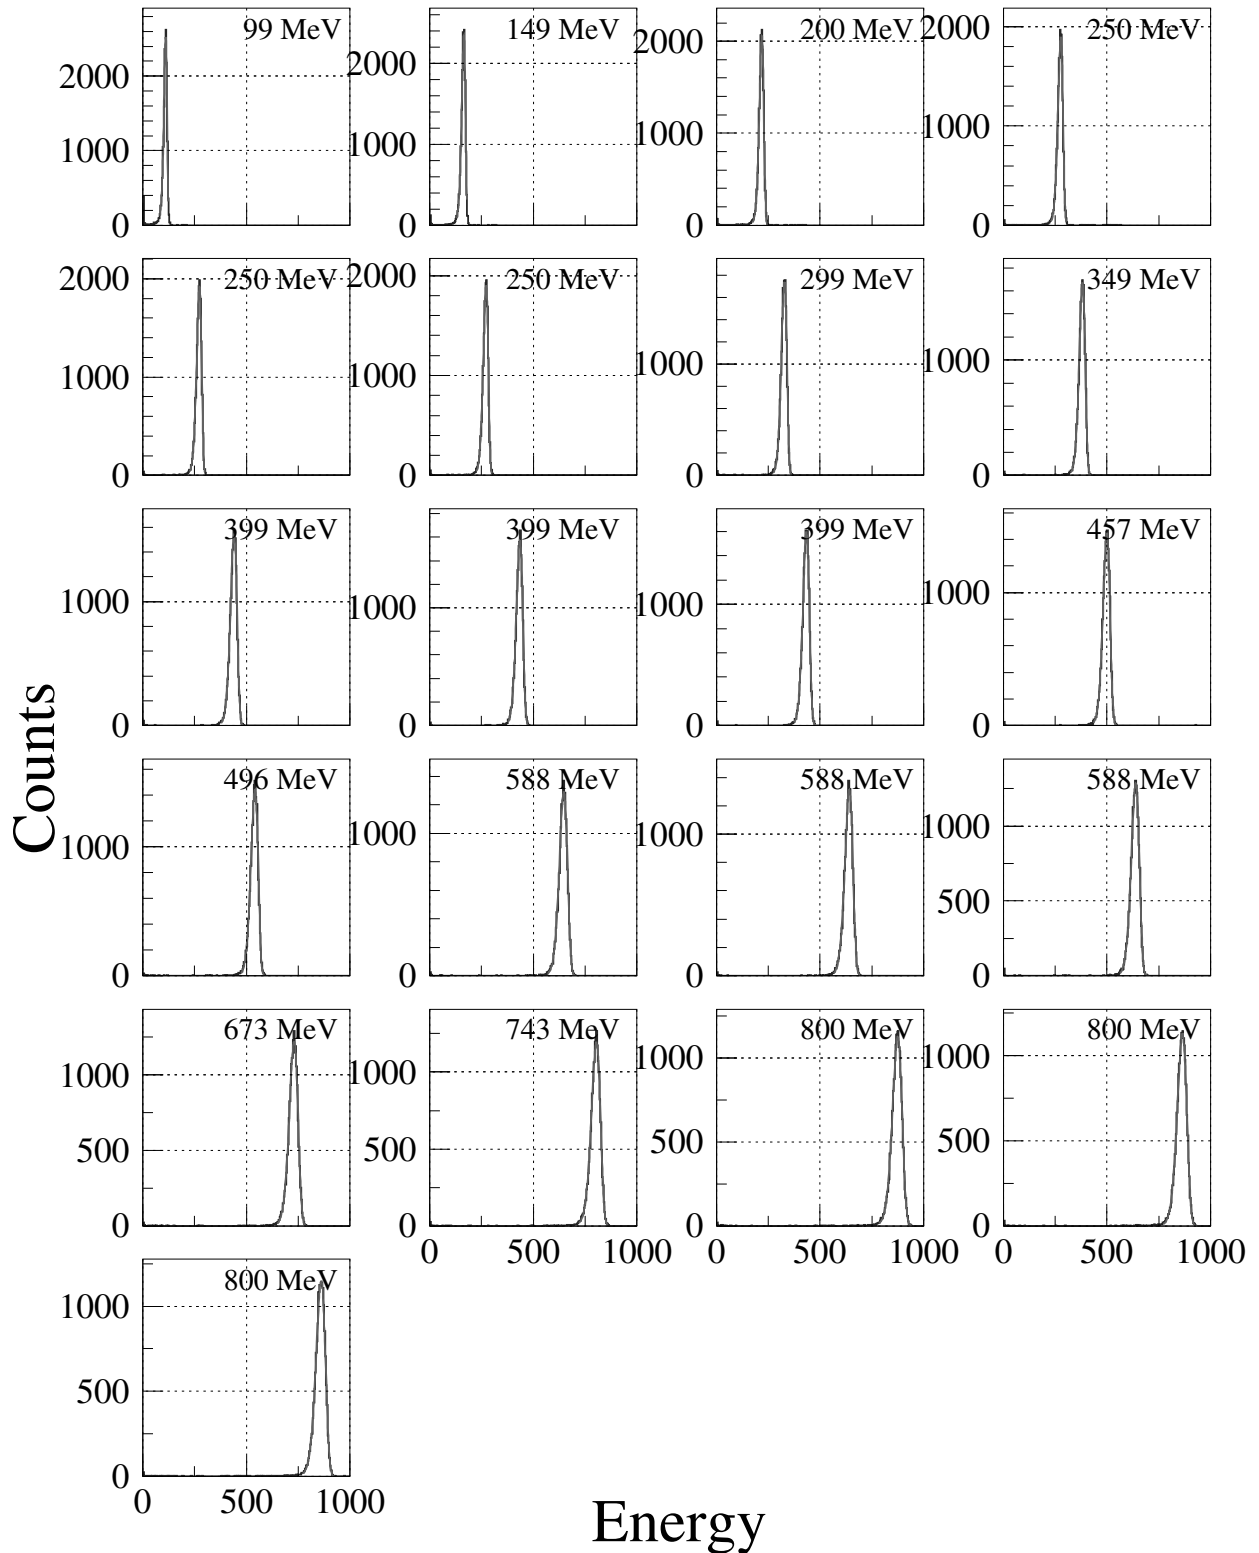 99 MeV 149 MeV 200 MeV 250 MeV
2000 2000 2000 2000
1000 1000 1000 1000
0 0 0 0
250 MeV 250 MeV 299 MeV 349 MeV
2000 2000
1000 1000 1000 1000
0 0 0 0
399 MeV 399 MeV 399 MeV 457 MeV
1000 1000 1000 1000
0 0 0 0
Counts
496 MeV 588 MeV 588 MeV 588 MeV
1000 1000 1000 1000
500
0 0 0 0
673 MeV 743 MeV 800 MeV 800 MeV
1000 1000 1000 1000
500 500 500 500
0 0 0 0
0 500 1000 0 500 1000 0 500 1000
800 MeV
1000
500
0
0 500 1000
Energy